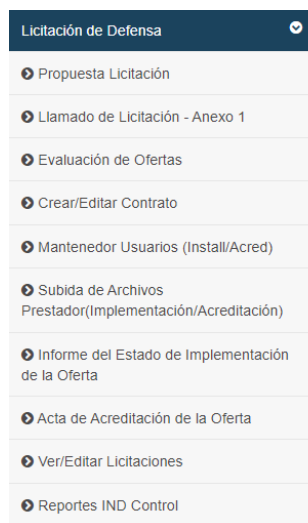 Licitación de Defensa
Propuesta Licitación
Llamado de Licitación - Anexo 1
Evaluación de Ofertas
Crear/Editar Contrato
Mantenedor Usuarios (Install/Acred)
Subida de Archivos
Prestador(Implementación/Acreditación)
Informe del Estado de Implementación
de la Oferta
Acta de Acreditación de la Oferta
Ver/Editar Licitaciones
Reportes IND Control